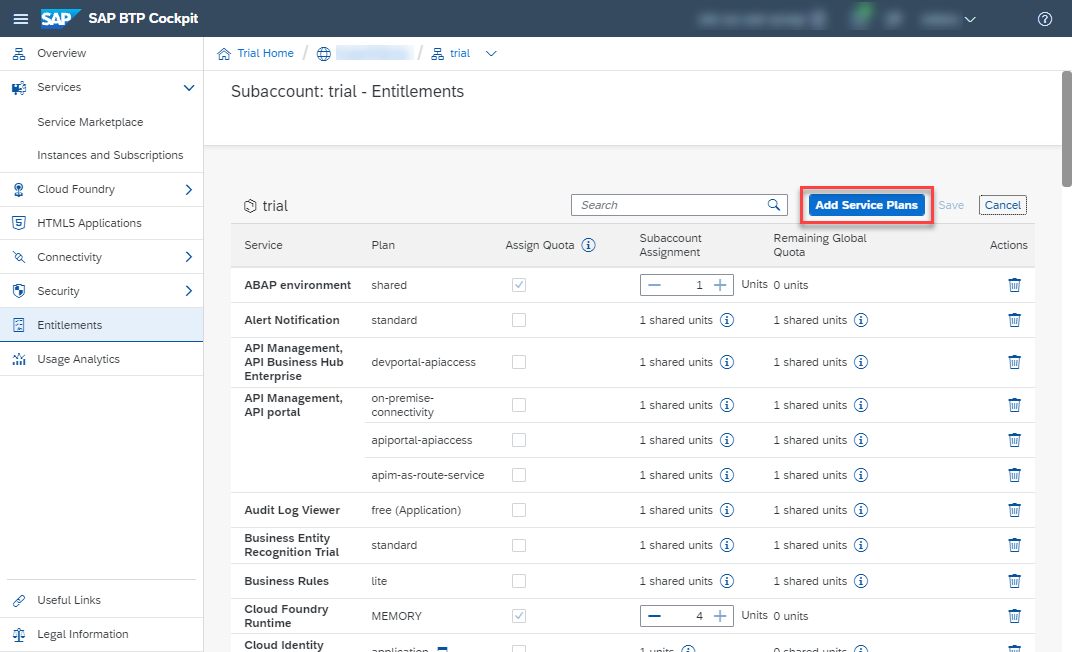 SAP SAP BTP Cockpit
Overview
Services
Service Marketplace
Instances and Subscriptions
Cloud Foundry
HTML5 Applications
Connectivity
Security
Entitlements
Usage Analytics
Useful Links
Legal Information
Trial Home / / trial
Subaccount: trial - Entitlements
trial
Search
Add Service Plans
Save
Cancel
Service Plan Assign Quota Subaccount Assignment Remaining Global Quota Actions
ABAP environment shared 1 Units 0 units
Alert Notification standard 1 shared units 1 shared units
API Management,
API Business Hub
Enterprise
devportal-apiaccess 1 shared units 1 shared units
API Management,
API portal
on-premise-
connectivity
1 shared units 1 shared units
apiportal-apiaccess 1 shared units 1 shared units
apim-as-route-service 1 shared units 1 shared units
Audit Log Viewer free (Application) 1 shared units 1 shared units
Business Entity
Recognition Trial
standard 1 shared units 1 shared units
Business Rules lite 1 shared units 1 shared units
Cloud Foundry
Runtime
MEMORY 4 Units 0 units
Cloud Identity
application 1 units 0 shared units